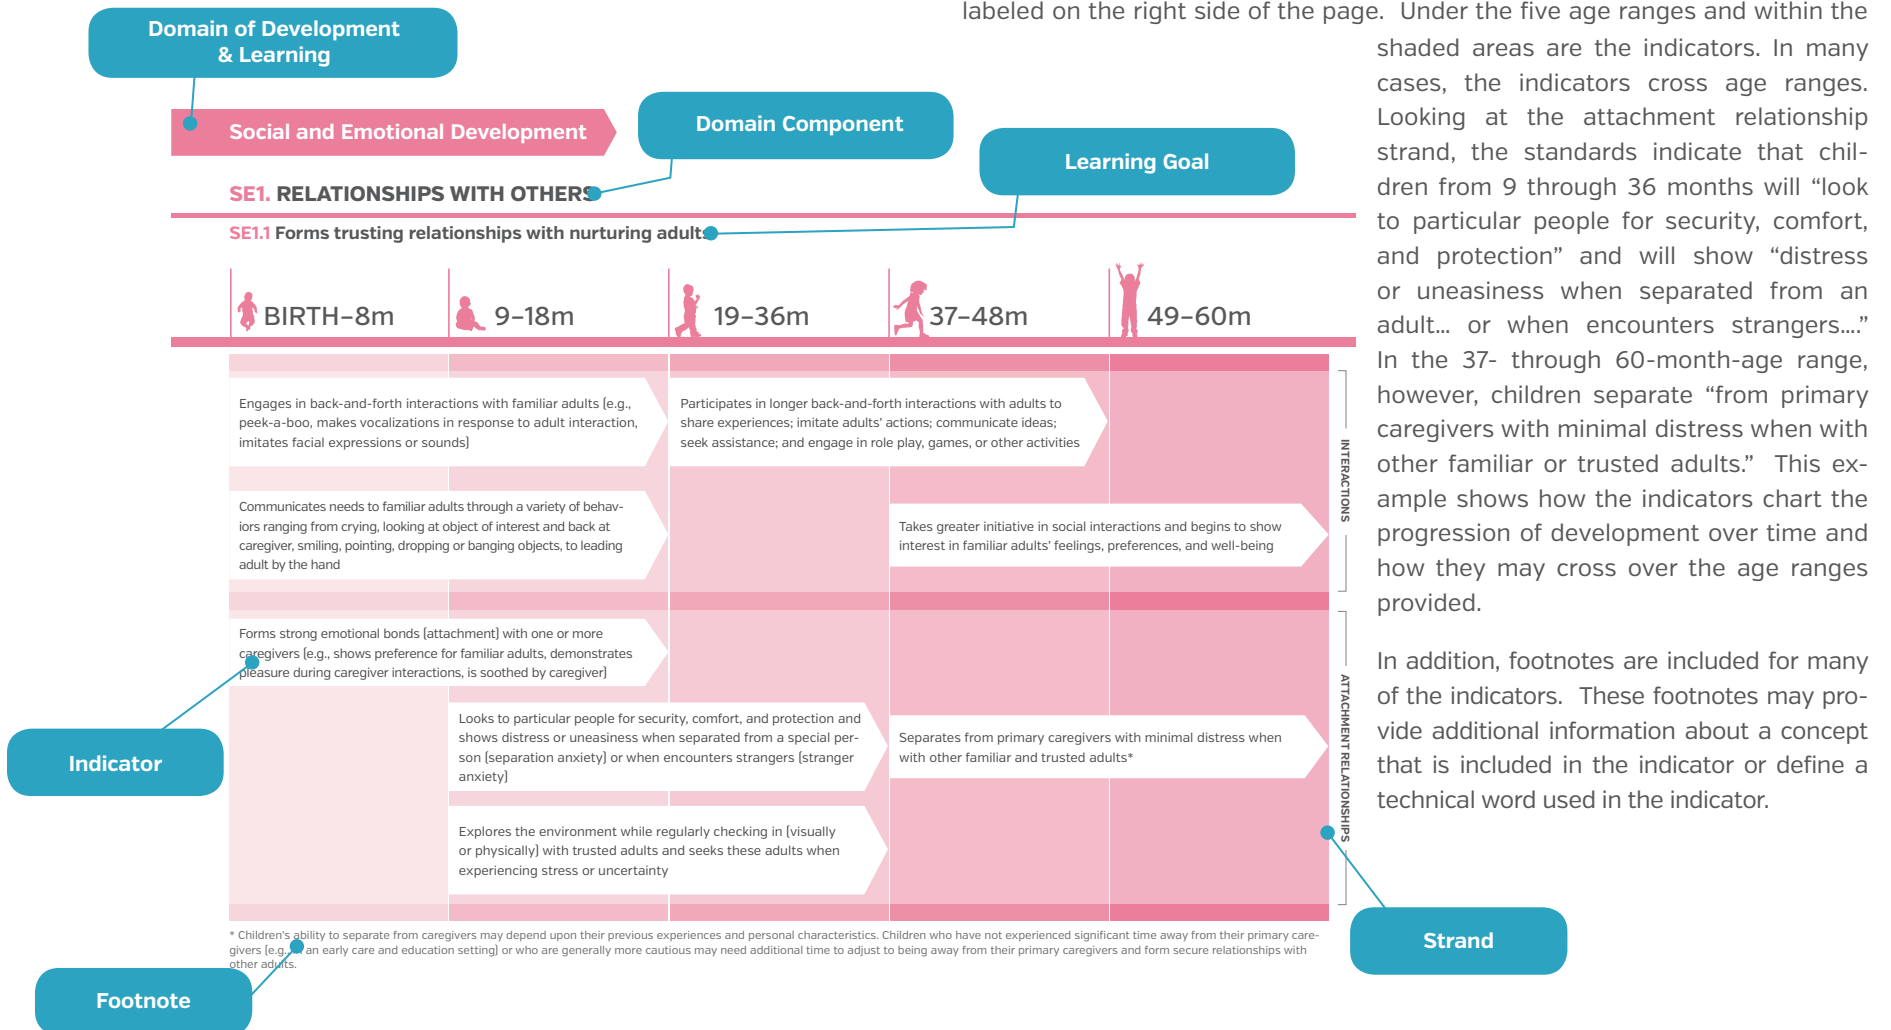 Domain of Development
& Learning
Social and Emotional Development
Domain Component
Learning Goal
SE1. RELATIONSHIPS WITH OTHERS
SE1.1 Forms trusting relationships with nurturing adults
BIRTH–8m
9–18m
19–36m
37–48m
49–60m
Engages in back-and-forth interactions with familiar adults (e.g.,
peek-a-boo, makes vocalizations in response to adult interaction,
imitates facial expressions or sounds)
Participates in longer back-and-forth interactions with adults to
share experiences; imitate adults' actions; communicate ideas;
seek assistance; and engage in role play, games, or other activities
Communicates needs to familiar adults through a variety of behav-
iors ranging from crying, looking at object of interest and back at
caregiver, smiling, pointing, dropping or banging objects, to leading
adult by the hand
Takes greater initiative in social interactions and begins to show
interest in familiar adults' feelings, preferences, and well-being
INTERACTIONS
Forms strong emotional bonds (attachment) with one or more
caregivers (e.g., shows preference for familiar adults, demonstrates
pleasure during caregiver interactions, is soothed by caregiver)
Looks to particular people for security, comfort, and protection and
shows distress or uneasiness when separated from a special per-
son (separation anxiety) or when encounters strangers (stranger
anxiety)
Separates from primary caregivers with minimal distress when
with other familiar and trusted adults*
Explores the environment while regularly checking in (visually
or physically) with trusted adults and seeks these adults when
experiencing stress or uncertainty
ATTACHMENT RELATIONSHIPS
* Children's ability to separate from caregivers may depend upon their previous experiences and personal characteristics. Children who have not experienced significant time away from their primary care-
givers (e.g., in an early care and education setting) or who are generally more cautious may need additional time to adjust to being away from their primary caregivers and form secure relationships with
other adults.
Indicator
Footnote
Strand
labeled on the right side of the page. Under the five age ranges and within the
shaded areas are the indicators. In many
cases, the indicators cross age ranges.
Looking at the attachment relationship
strand, the standards indicate that chil-
dren from 9 through 36 months will “look
to particular people for security, comfort,
and protection” and will show “distress
or uneasiness when separated from an
adult... or when encounters strangers....”
In the 37- through 60-month-age range,
however, children separate “from primary
caregivers with minimal distress when with
other familiar or trusted adults.” This ex-
ample shows how the indicators chart the
progression of development over time and
how they may cross over the age ranges
provided.
In addition, footnotes are included for many
of the indicators. These footnotes may pro-
vide additional information about a concept
that is included in the indicator or define a
technical word used in the indicator.